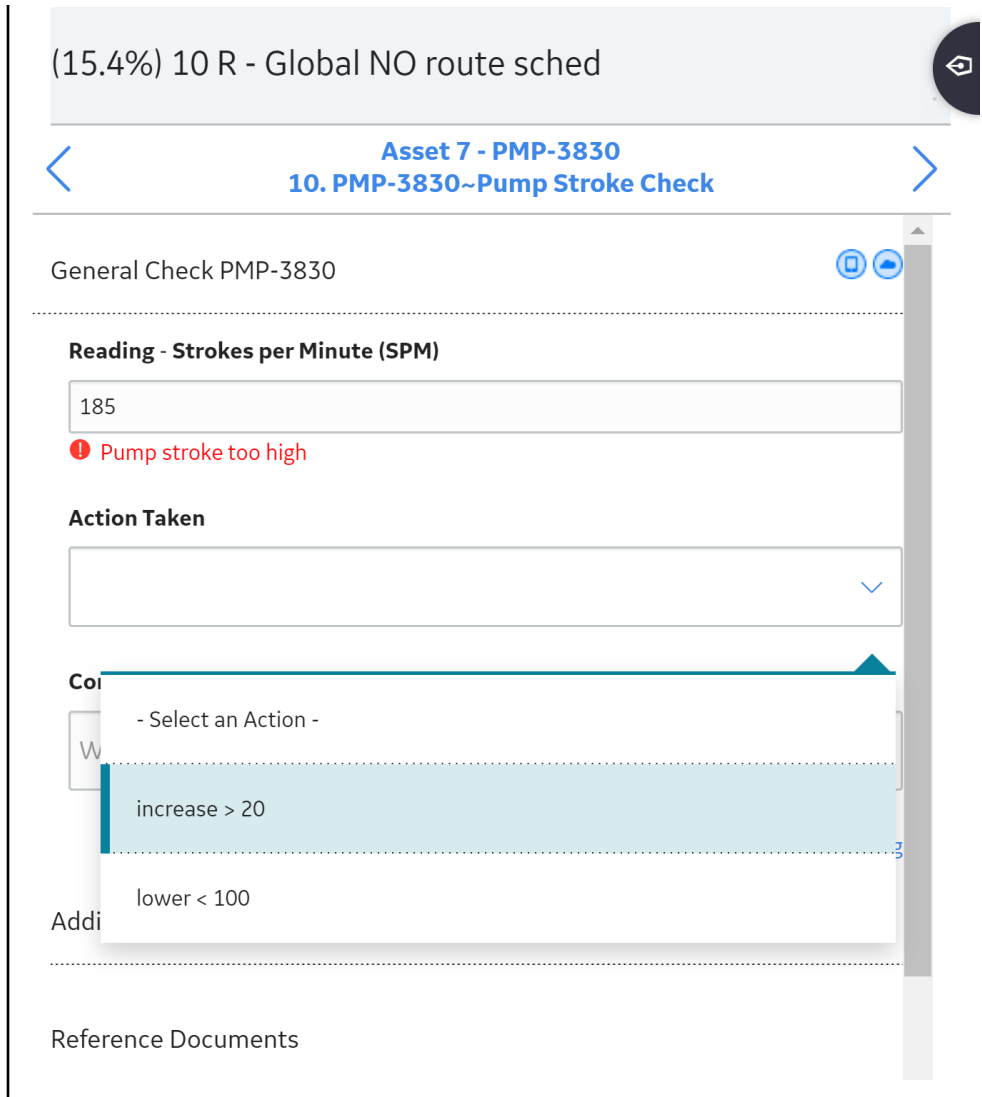 (15.4%) 10 R - Global NO route sched
Asset 7 - PMP-3830
10. PMP-3830~Pump Stroke Check
General Check PMP-3830
Reading - Strokes per Minute (SPM)
185
Pump stroke too high
Action Taken
- Select an Action -
increase > 20
lower < 100
Reference Documents